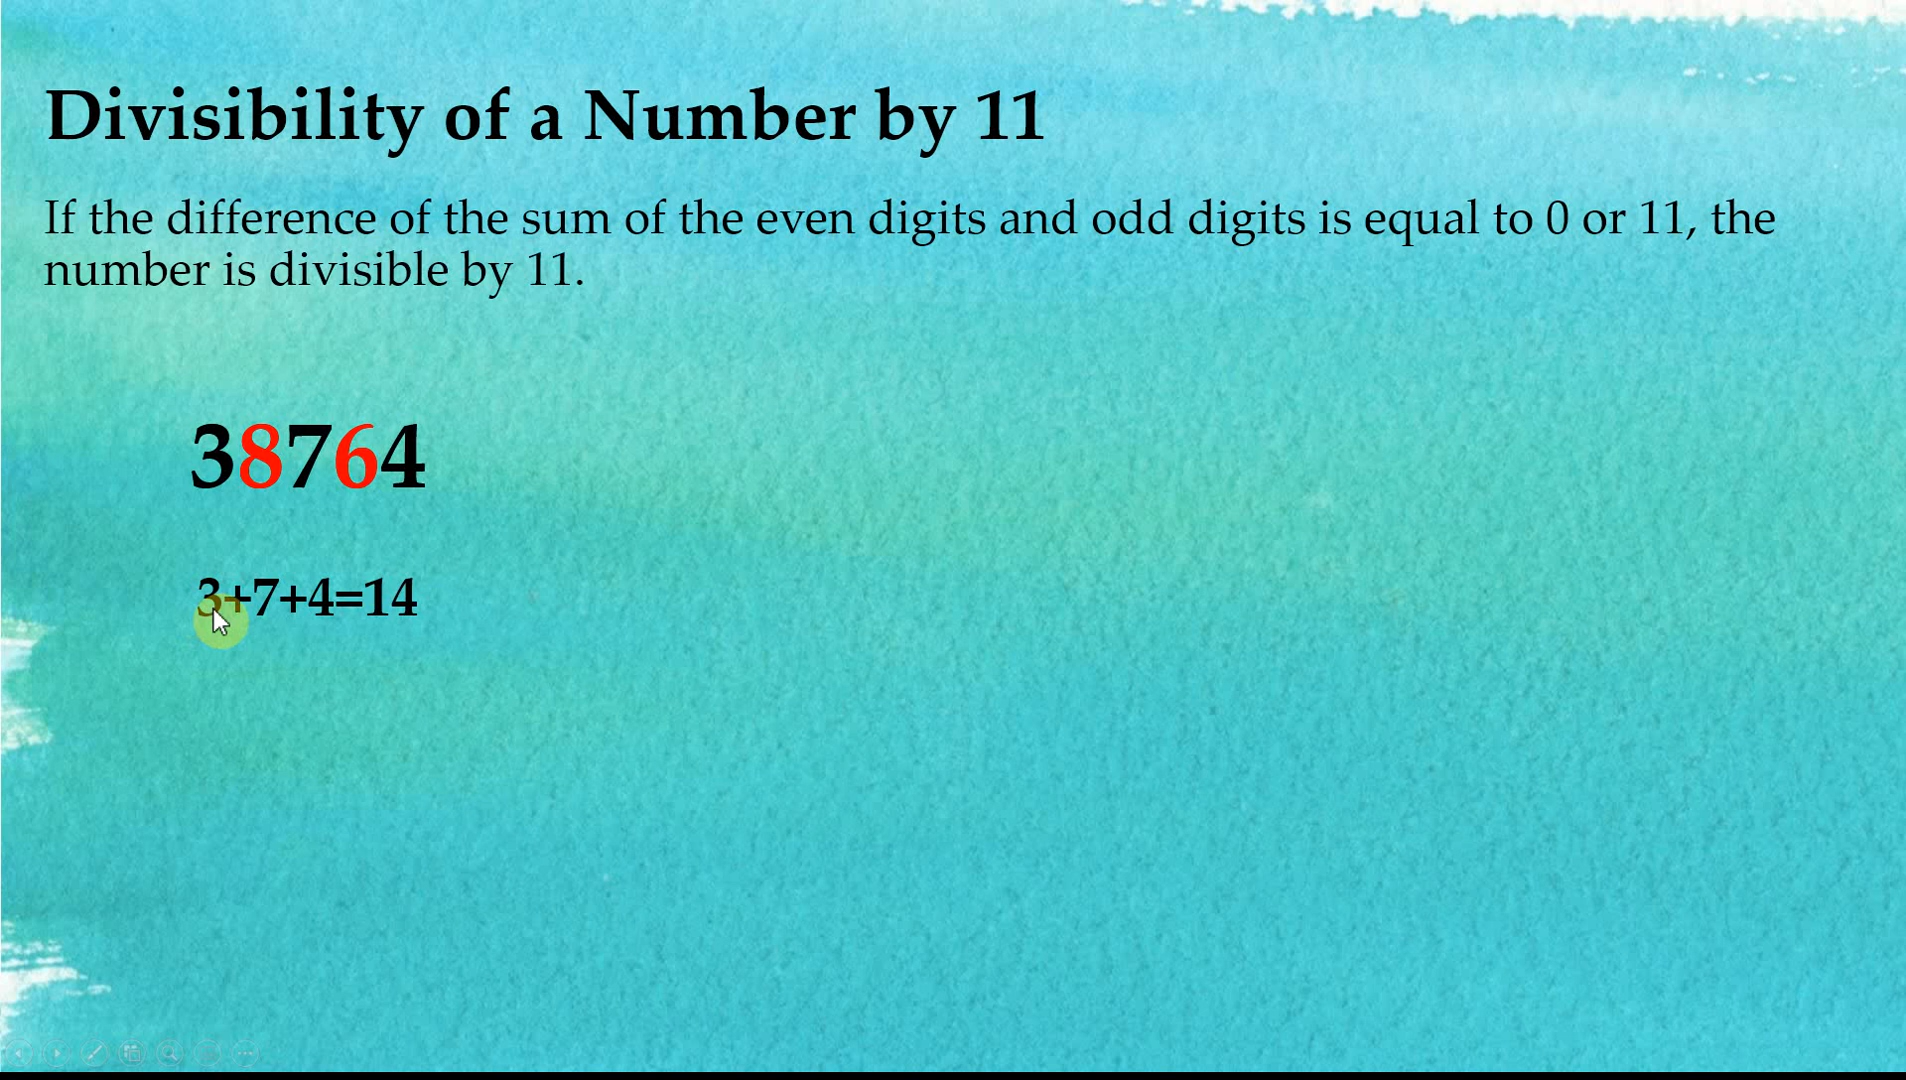 Divisibility of a Number by 11
If the difference of the sum of the even digits and odd digits is equal to 0 or 11, the
number is divisible by 11.
38764
3+7+4=14